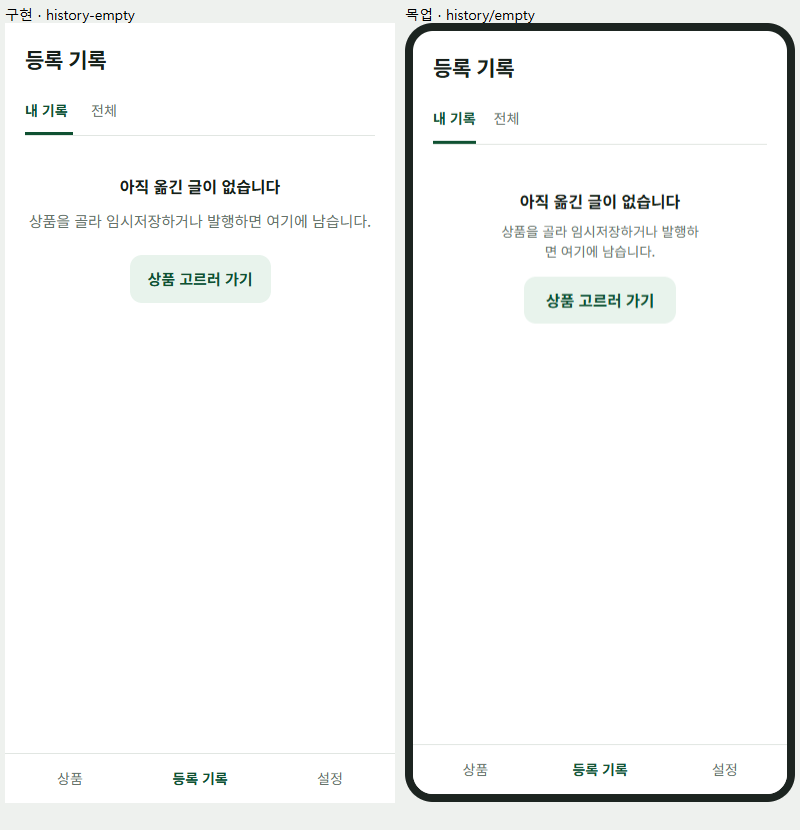 구현 · history-empty
등록 기록
내 기록 전체
아직 옮긴 글이 없습니다
상품을 골라 임시저장하거나 발행하면 여기에 남습니다.
상품 고르러 가기
상품 등록 기록 설정
목업 · history/empty
등록 기록
내 기록 전체
아직 옮긴 글이 없습니다
상품을 골라 임시저장하거나 발행하
면 여기에 남습니다.
상품 고르러 가기
상품 등록 기록 설정